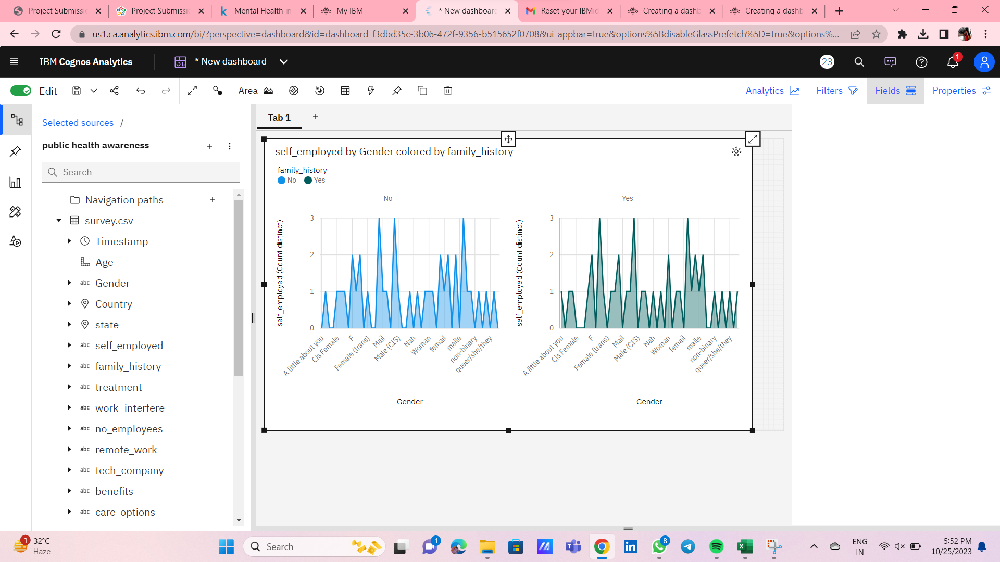 Project Submissio
Project Submissio
Mental Health in
My IBM
* New dashboard
Reset your IBMid
Creating a dashb
Creating a dashb
us1.ca.analytics.ibm.com/bi/?perspective=dashboard&id=dashboard_f3dbd35c-3b06-472f-9356-b515652f0708&ui_appbar=true&options%5BdisableGlassPrefetch%5D=true&options%...
IBM Cognos Analytics
* New dashboard
23
1
Edit
Area
Analytics
Filters
Fields
Properties
Selected sources /
public health awareness
Search
Navigation paths
survey.csv
Timestamp
Age
abc Gender
Country
state
abc self_employed
abc family_history
abc treatment
abc work_interfere
abc no_employees
abc remote_work
abc tech_company
abc benefits
abc care_options
Tab 1
self_employed by Gender colored by family_history
family_history
No Yes
No
self_employed (Count distinct)
3
2
1
0
A little about you
Cis Female
F
Female (trans)
Mail
Male (CIS)
Nah
Woman
femail
maile
non-binary
queer/she/they
Gender
Yes
self_employed (Count distinct)
3
2
1
0
A little about you
Cis Female
F
Female (trans)
Mail
Male (CIS)
Nah
Woman
femail
maile
non-binary
queer/she/they
Gender
1
32°C
Haze
Search
1
8
ENG
IN
5:52 PM
10/25/2023